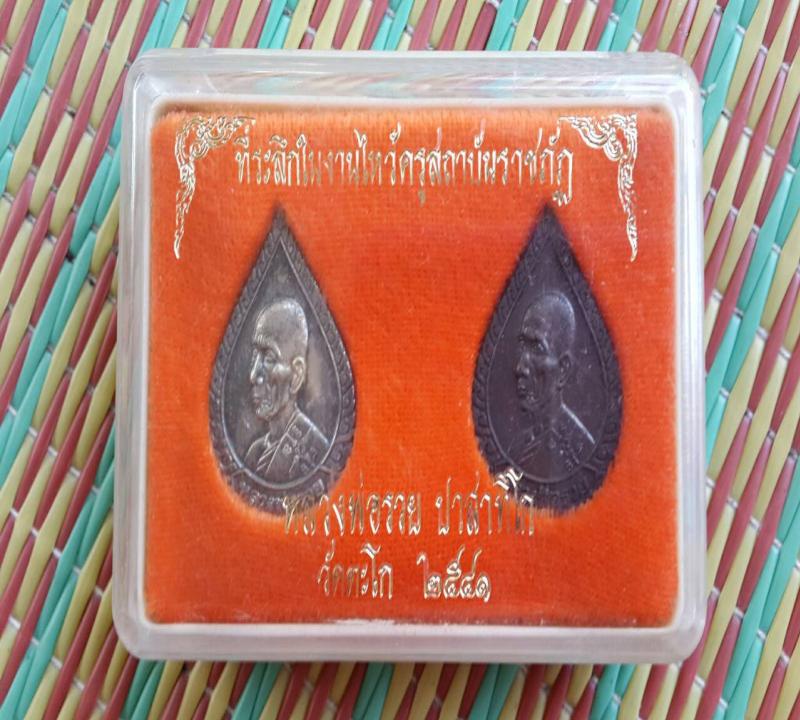 ที่ระลึกในงานไหว้ครูสถาบันราชภัฏ
หลวงพ่อรวย ปาสาทิโก
วัดตะโก ๒๕๔๑